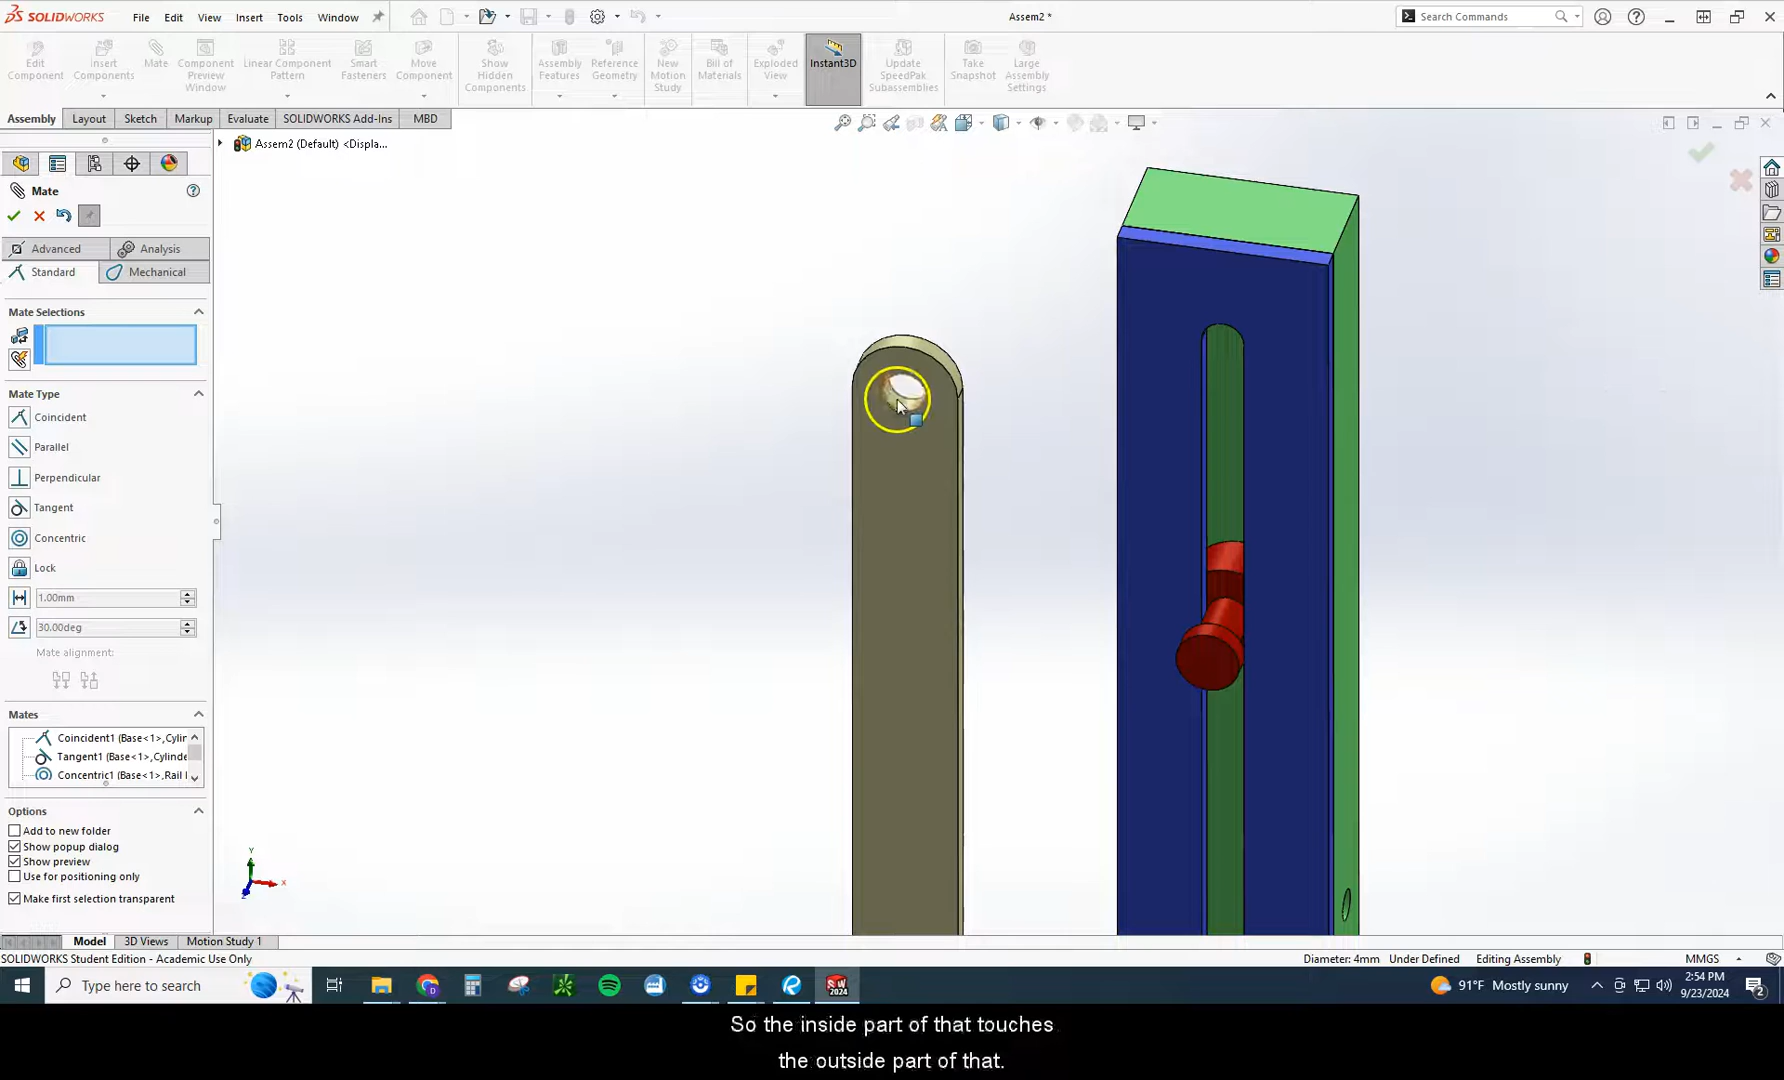 SOLIDWORKS
File Edit View Insert Tools Window
Assem2 *
Search Commands
Edit Component
Insert Components
Mate
Component Preview Window
Linear Component Pattern
Smart Fasteners
Move Component
Show Hidden Components
Assembly Features
Reference Geometry
New Motion Study
Bill of Materials
Exploded View
Instant3D
Update SpeedPak Subassemblies
Take Snapshot
Large Assembly Settings
Assembly Layout Sketch Markup Evaluate SOLIDWORKS Add-Ins MBD
Assem2 (Default) <Displa...
Mate
Advanced Analysis
Standard Mechanical
Mate Selections
Mate Type
Coincident
Parallel
Perpendicular
Tangent
Concentric
Lock
1.00mm
30.00deg
Mate alignment:
Mates
Coincident1 (Base<1>,Cylin
Tangent1 (Base<1>,Cylinde
Concentric1 (Base<1>,Rail
Options
Add to new folder
Show popup dialog
Show preview
Use for positioning only
Make first selection transparent
Y
X
Z
Model 3D Views Motion Study 1
SOLIDWORKS Student Edition - Academic Use Only
Diameter: 4mm Under Defined Editing Assembly MMGS
Type here to search
SW
2024
91°F Mostly sunny
2:54 PM
9/23/2024
2
So the inside part of that touches
the outside part of that.